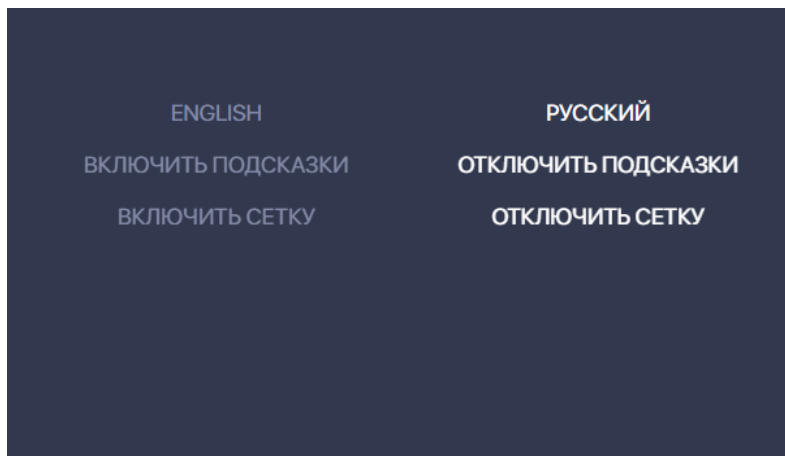 ENGLISH РУССКИЙ
ВКЛЮЧИТЬ ПОДСКАЗКИ ОТКЛЮЧИТЬ ПОДСКАЗКИ
ВКЛЮЧИТЬ СЕТКУ ОТКЛЮЧИТЬ СЕТКУ